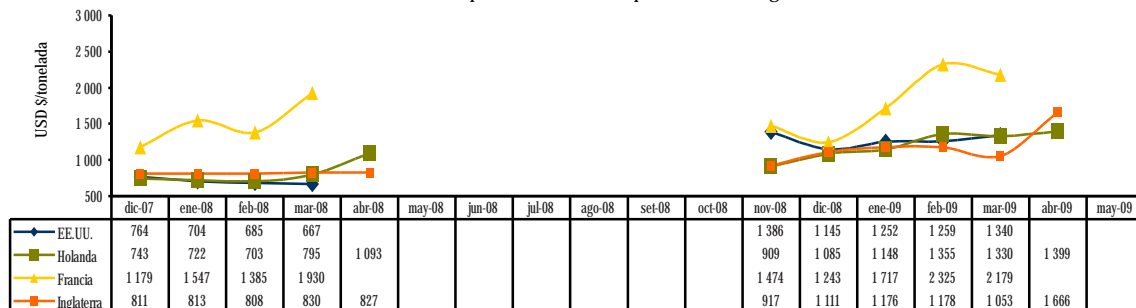 3 000
2 500
2 000
1 500
1 000
500
USD $/tonelada
dic-07 ene-08 feb-08 mar-08 abr-08 may-08 jun-08 jul-08 ago-08 set-08 oct-08 nov-08 dic-08 ene-09 feb-09 mar-09 abr-09 may-09
EE.UU. 764 704 685 667 1 386 1 145 1 252 1 259 1 340
Holanda 743 722 703 795 1 093 909 1 085 1 148 1 355 1 330 1 399
Francia 1 179 1 547 1 385 1 930 1 474 1 243 1 717 2 325 2 179
Inglaterra 811 813 808 830 827 917 1 111 1 176 1 178 1 053 1 666